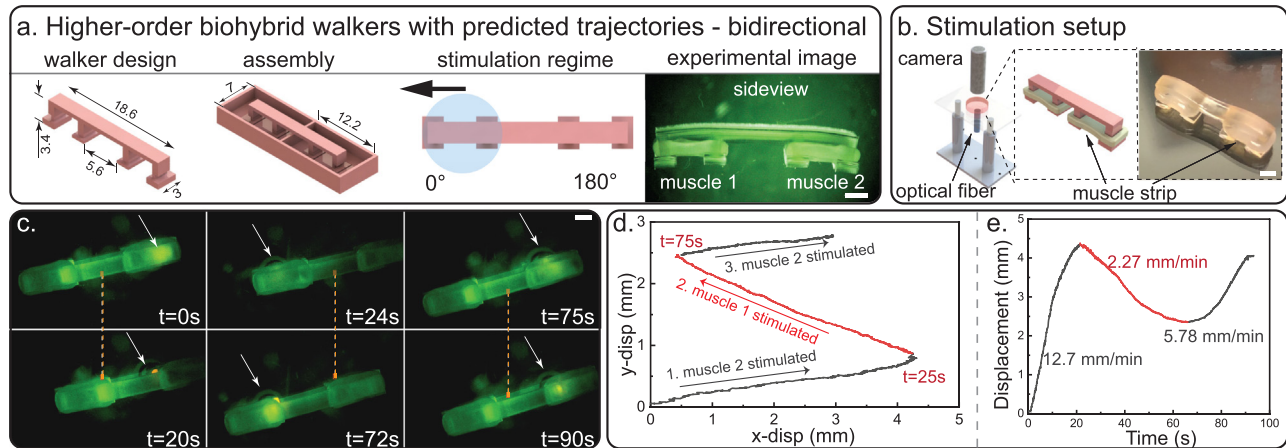 a. Higher-order biohybrid walkers with predicted trajectories - bidirectional
walker design
assembly
stimulation regime
experimental image
18.6
3.4
5.6
3
7
12.2
0°
180°
sideview
muscle 1
muscle 2
b. Stimulation setup
camera
optical fiber
muscle strip
c.
t=0s
t=24s
t=75s
t=20s
t=72s
t=90s
d.
y-disp (mm)
3
2
1
0
t=75s
3. muscle 2 stimulated
2. muscle 1 stimulated
1. muscle 2 stimulated
t=25s
0 1 2 3 4 5
x-disp (mm)
e.
Displacement (mm)
5
4
3
2
1
0
2.27 mm/min
5.78 mm/min
12.7 mm/min
0 20 40 60 80 100
Time (s)